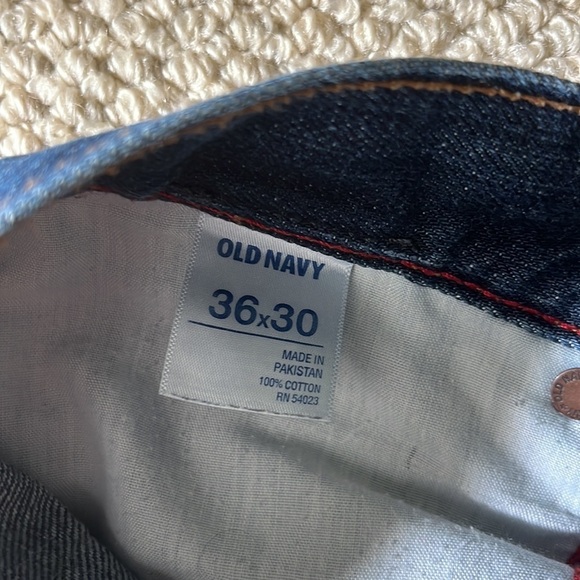 OLD NAVY
36x30
MADE IN
PAKISTAN
100% COTTON
RN 54023